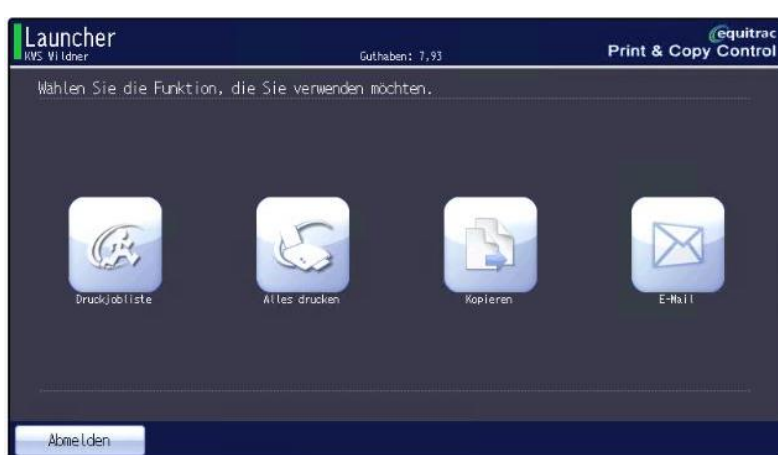 Launcher
KVS Wildner
Guthaben: 7,93
equitrac
Print & Copy Control
Wählen Sie die Funktion, die Sie verwenden möchten.
Druckjobliste
Alles drucken
Kopieren
E-Mail
Abmelden